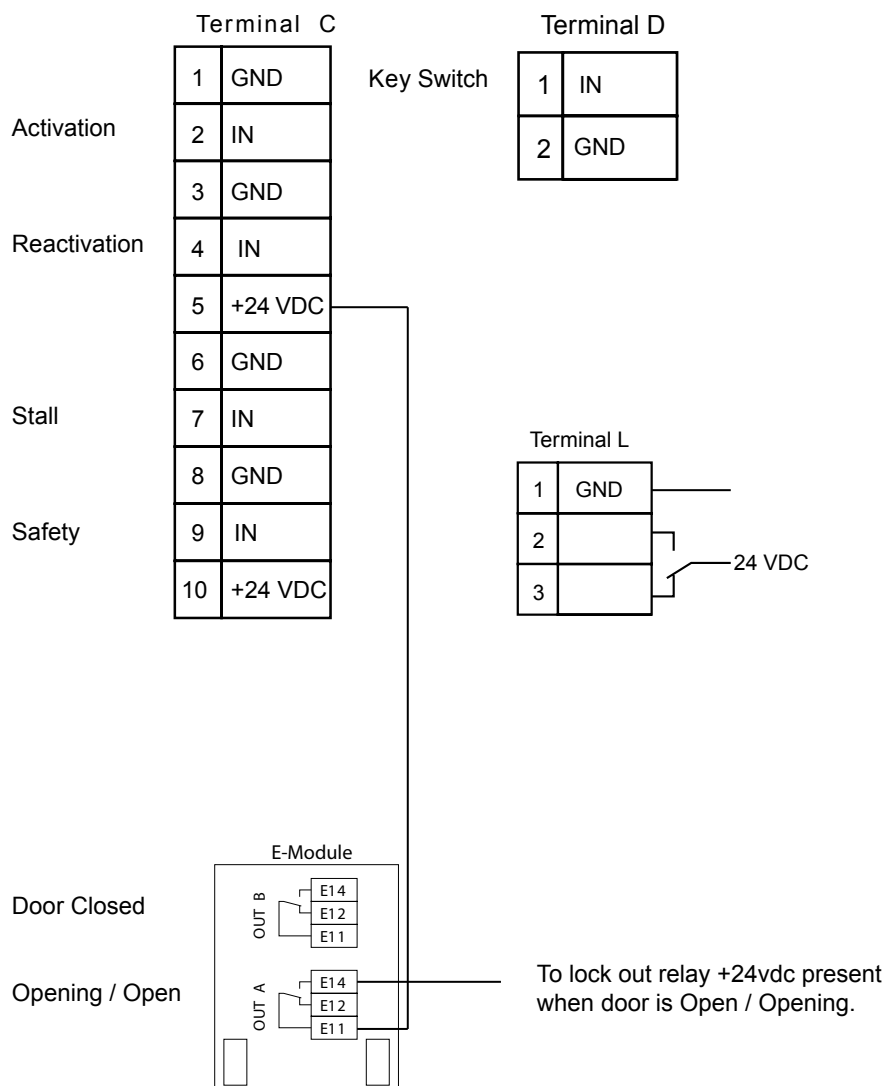 Terminal C
1 GND
Activation 2 IN
3 GND
Reactivation 4 IN
5 +24 VDC
6 GND
Stall 7 IN
8 GND
Safety 9 IN
10 +24 VDC
Terminal D
Key Switch 1 IN
2 GND
Terminal L
1 GND
2
3
24 VDC
E-Module
Door Closed
OUT B
E14
E12
E11
Opening / Open
OUT A
E14
E12
E11
To lock out relay +24vdc present
when door is Open / Opening.